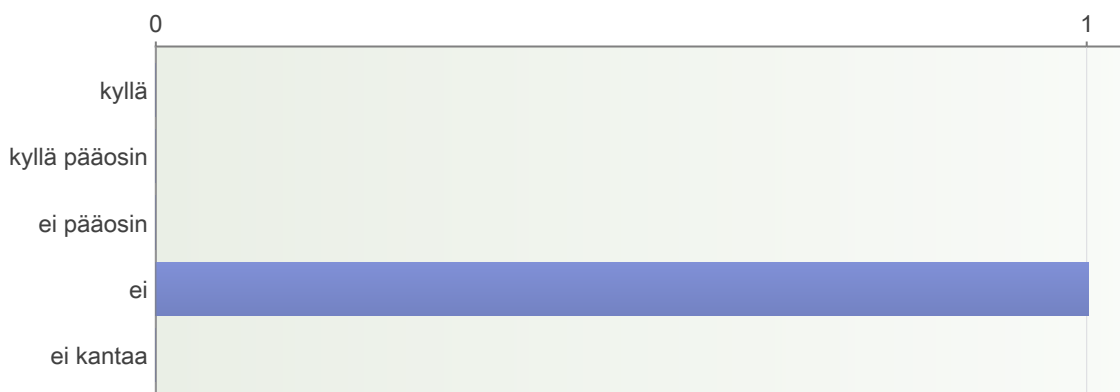 0 1
kyllä
kyllä pääosin
ei pääosin
ei
ei kantaa